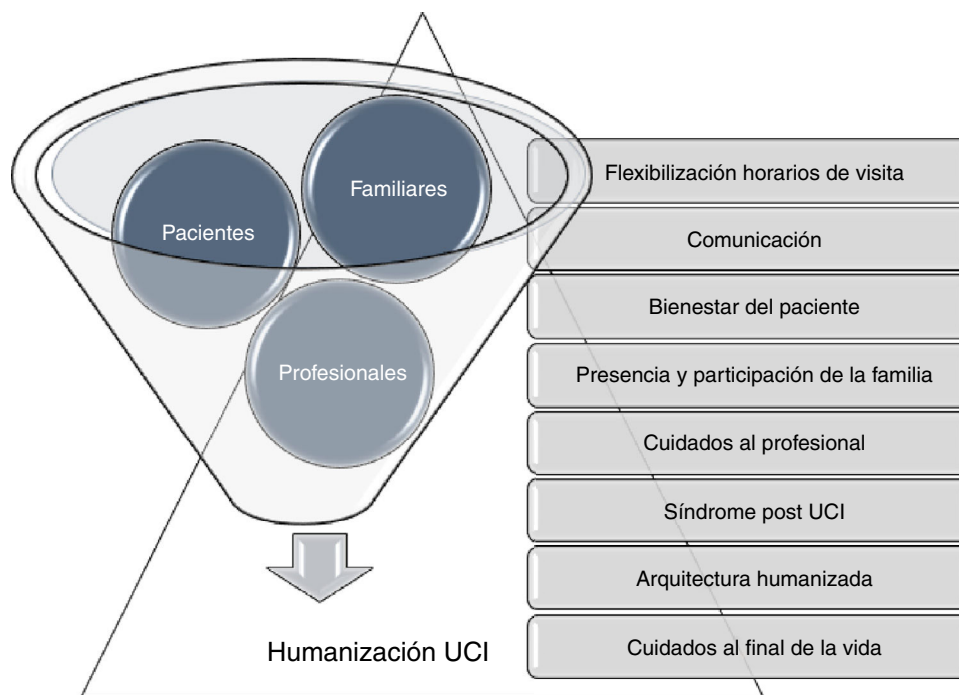 Pacientes
Familiares
Profesionales
Humanización UCI
Flexibilización horarios de visita
Comunicación
Bienestar del paciente
Presencia y participación de la familia
Cuidados al profesional
Síndrome post UCI
Arquitectura humanizada
Cuidados al final de la vida